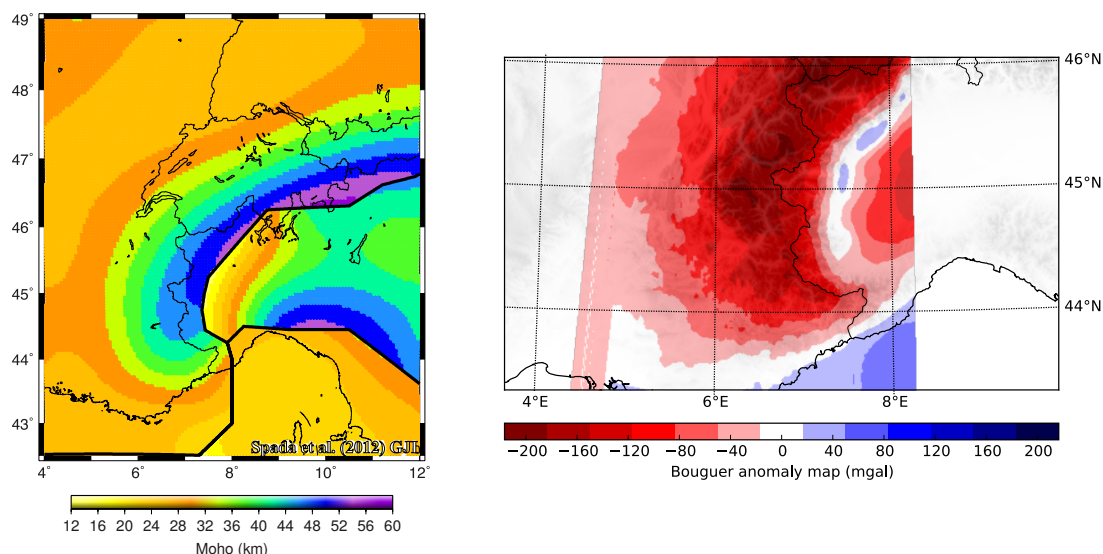 49°
48°
47°
46°
45°
44°
43°
4° 6° 8° 10° 12°
Spada et al. (2012) GJI
12 16 20 24 28 32 36 40 44 48 52 56 60
Moho (km)
46°N
45°N
44°N
4°E 6°E 8°E
−200 −160 −120 −80 −40 0 40 80 120 160 200
Bouguer anomaly map (mgal)